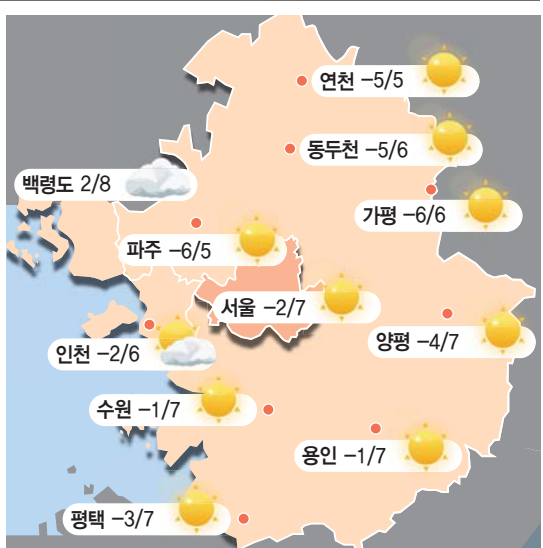 연천 -5/5
동두천 -5/6
백령도 2/8
가평 -6/6
파주 -6/5
서울 -2/7
양평 -4/7
인천 -2/6
수원 -1/7
용인 -1/7
평택 -3/7